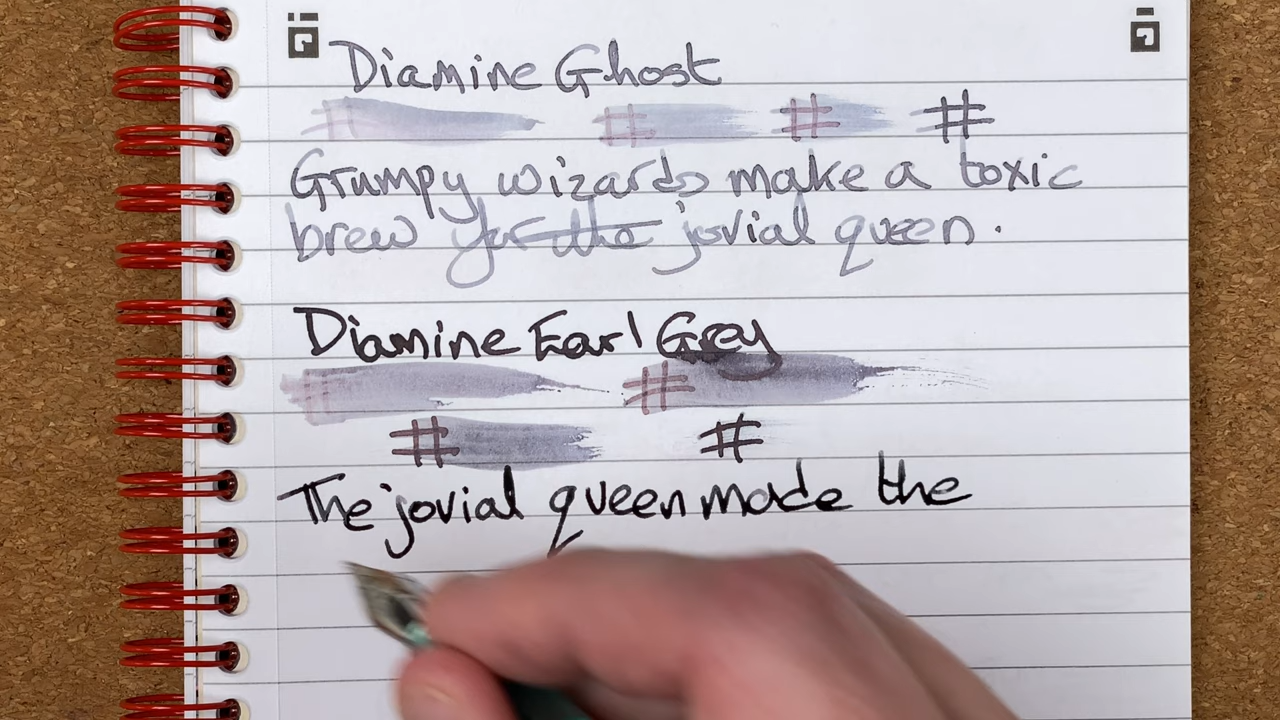 Diamine Ghost
# # # #
Grumpy wizards make a toxic
brew for the jovial queen.
Diamine Earl Grey
# #
# #
The jovial queen made the